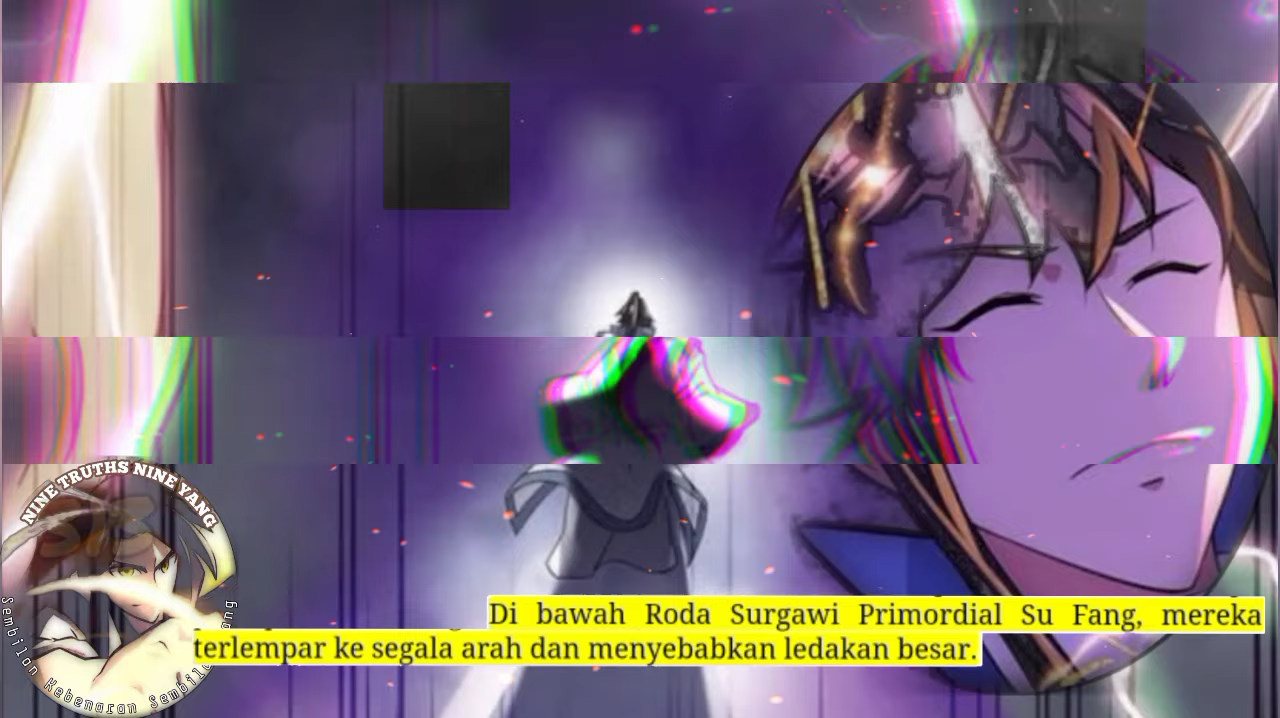 NINE TRUTHS NINE YANG
Sembilan Kebenaran Sembilan Yang
Di bawah Roda Surgawi Primordial Su Fang, mereka
terlempar ke segala arah dan menyebabkan ledakan besar.